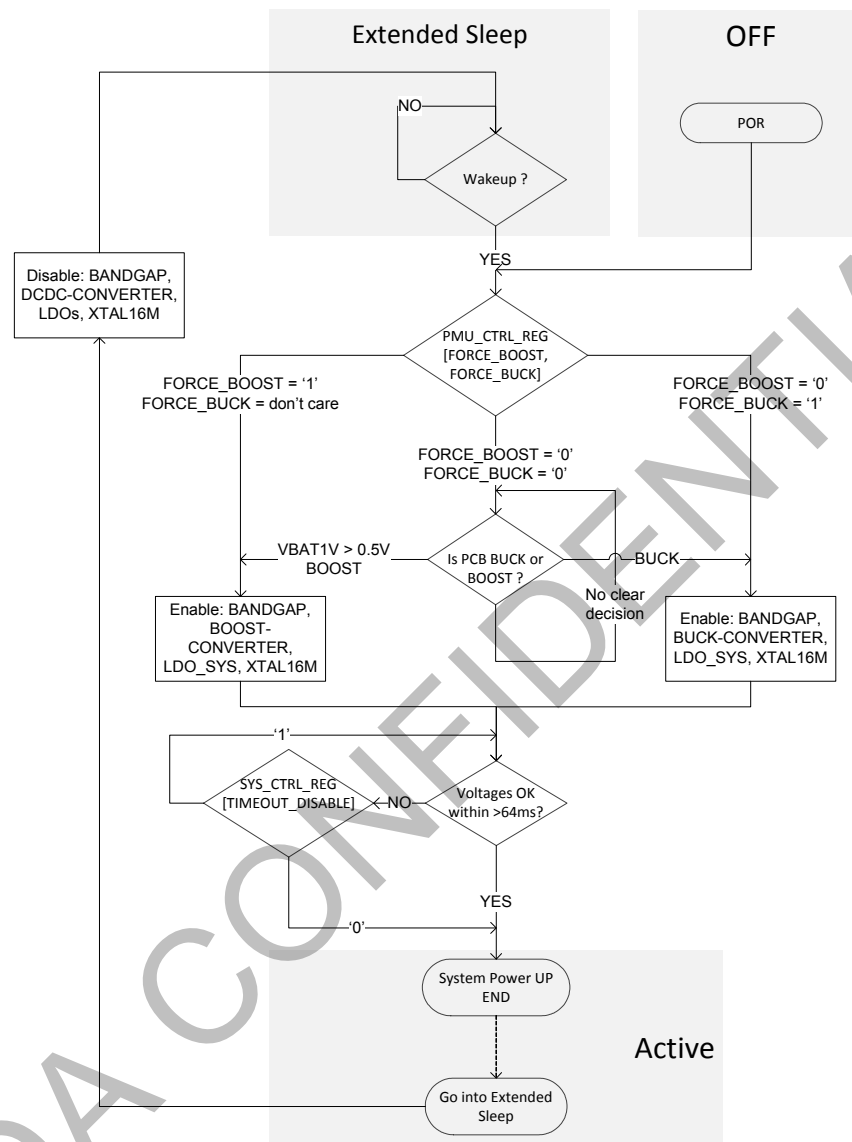 Extended Sleep
OFF
NO
POR
Wakeup ?
YES
Disable: BANDGAP,
DCDC-CONVERTER,
LDOs, XTAL16M
PMU_CTRL_REG
[FORCE_BOOST,
FORCE_BUCK]
FORCE_BOOST = ‘1’
FORCE_BUCK = don’t care
FORCE_BOOST = ‘0’
FORCE_BUCK = ‘1’
FORCE_BOOST = ‘0’
FORCE_BUCK = ‘0’
VBAT1V > 0.5V
BOOST
Is PCB BUCK or
BOOST ?
BUCK
No clear
decision
Enable: BANDGAP,
BOOST-
CONVERTER,
LDO_SYS, XTAL16M
Enable: BANDGAP,
BUCK-CONVERTER,
LDO_SYS, XTAL16M
‘1’
SYS_CTRL_REG
[TIMEOUT_DISABLE]
NO
Voltages OK
within >64ms?
YES
‘0’
System Power UP
END
Active
Go into Extended
Sleep
DA CONFIDENTIA